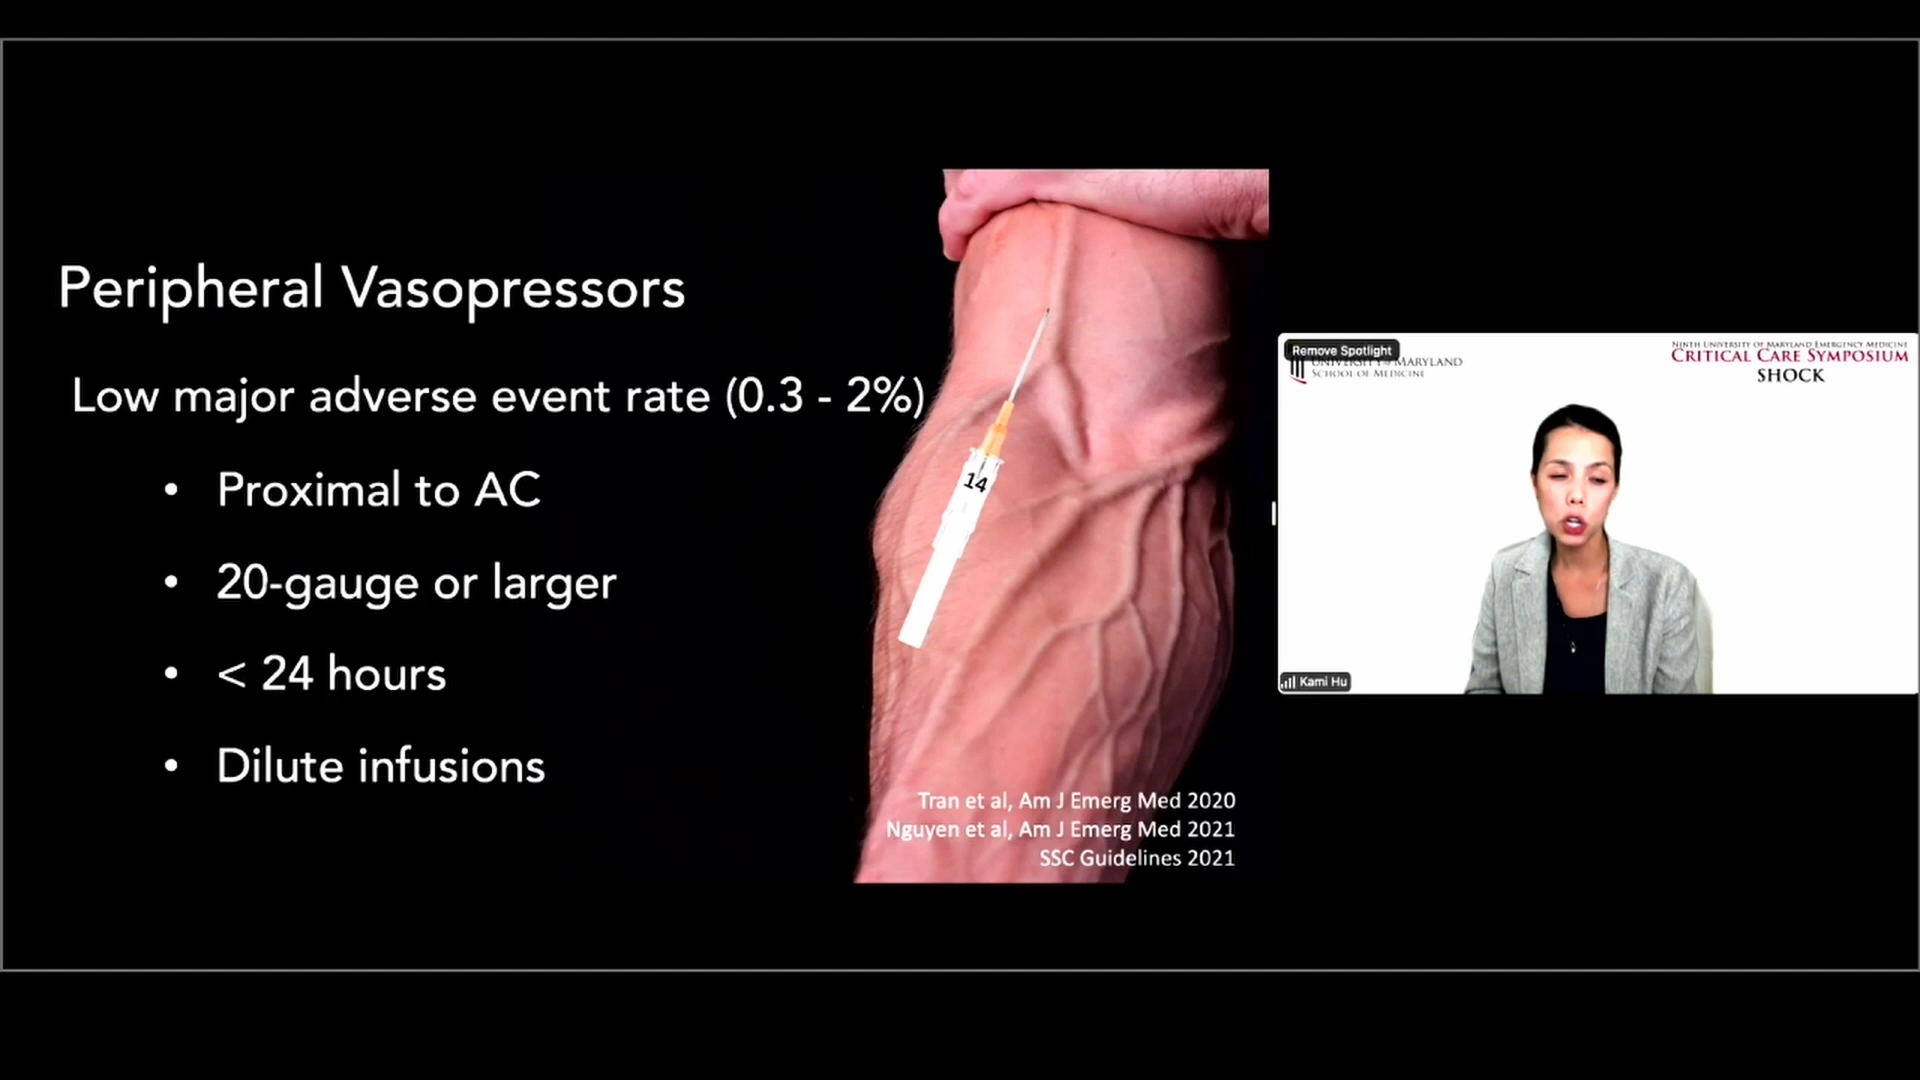 Peripheral Vasopressors
Low major adverse event rate (0.3 - 2%)
• Proximal to AC
• 20-gauge or larger
• < 24 hours
• Dilute infusions
14
Tran et al, Am J Emerg Med 2020
Nguyen et al, Am J Emerg Med 2021
SSC Guidelines 2021
Remove Spotlight
UNIVERSITY of MARYLAND
SCHOOL OF MEDICINE
NINTH UNIVERSITY OF MARYLAND EMERGENCY MEDICINE
CRITICAL CARE SYMPOSIUM
SHOCK
Kami Hu